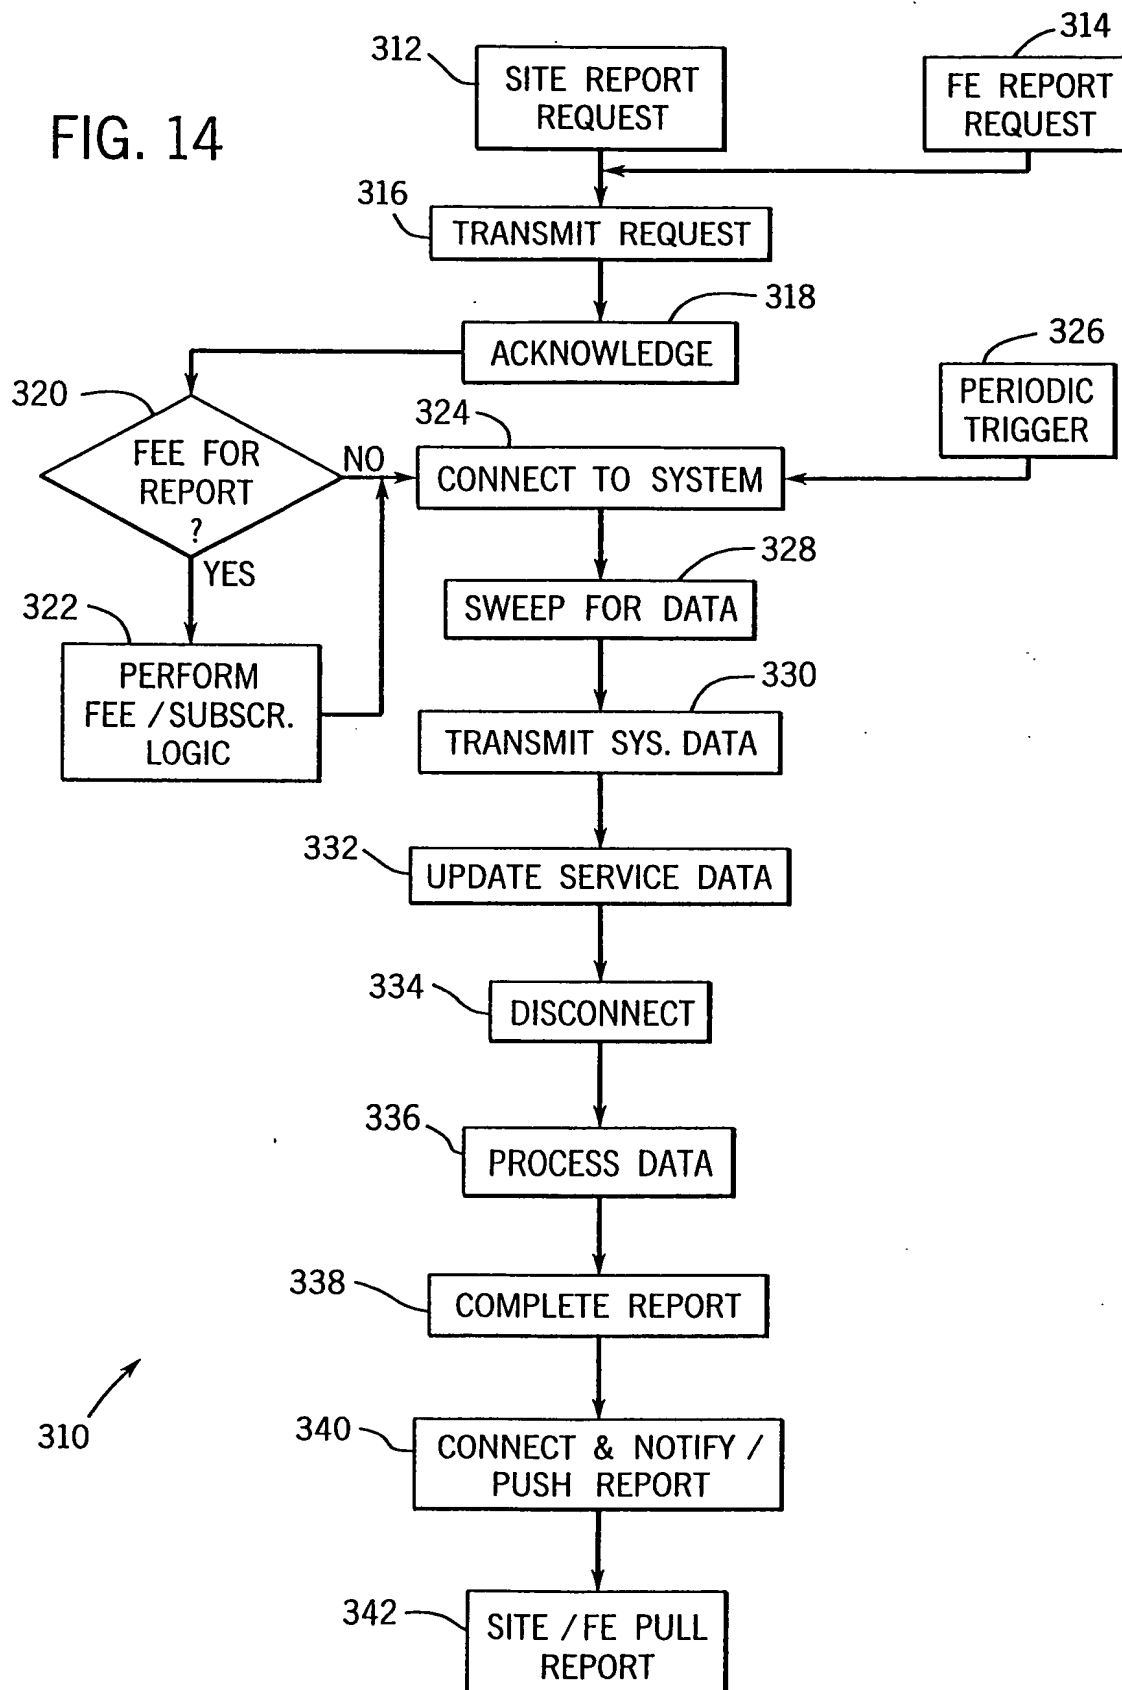 FIG. 14
312
SITE REPORT
REQUEST
314
FE REPORT
REQUEST
316
TRANSMIT REQUEST
318
ACKNOWLEDGE
320
FEE FOR
REPORT
?
NO
YES
322
PERFORM
FEE / SUBSCR.
LOGIC
324
CONNECT TO SYSTEM
326
PERIODIC
TRIGGER
328
SWEEP FOR DATA
330
TRANSMIT SYS. DATA
332
UPDATE SERVICE DATA
334
DISCONNECT
336
PROCESS DATA
338
COMPLETE REPORT
310
340
CONNECT & NOTIFY /
PUSH REPORT
342
SITE / FE PULL
REPORT